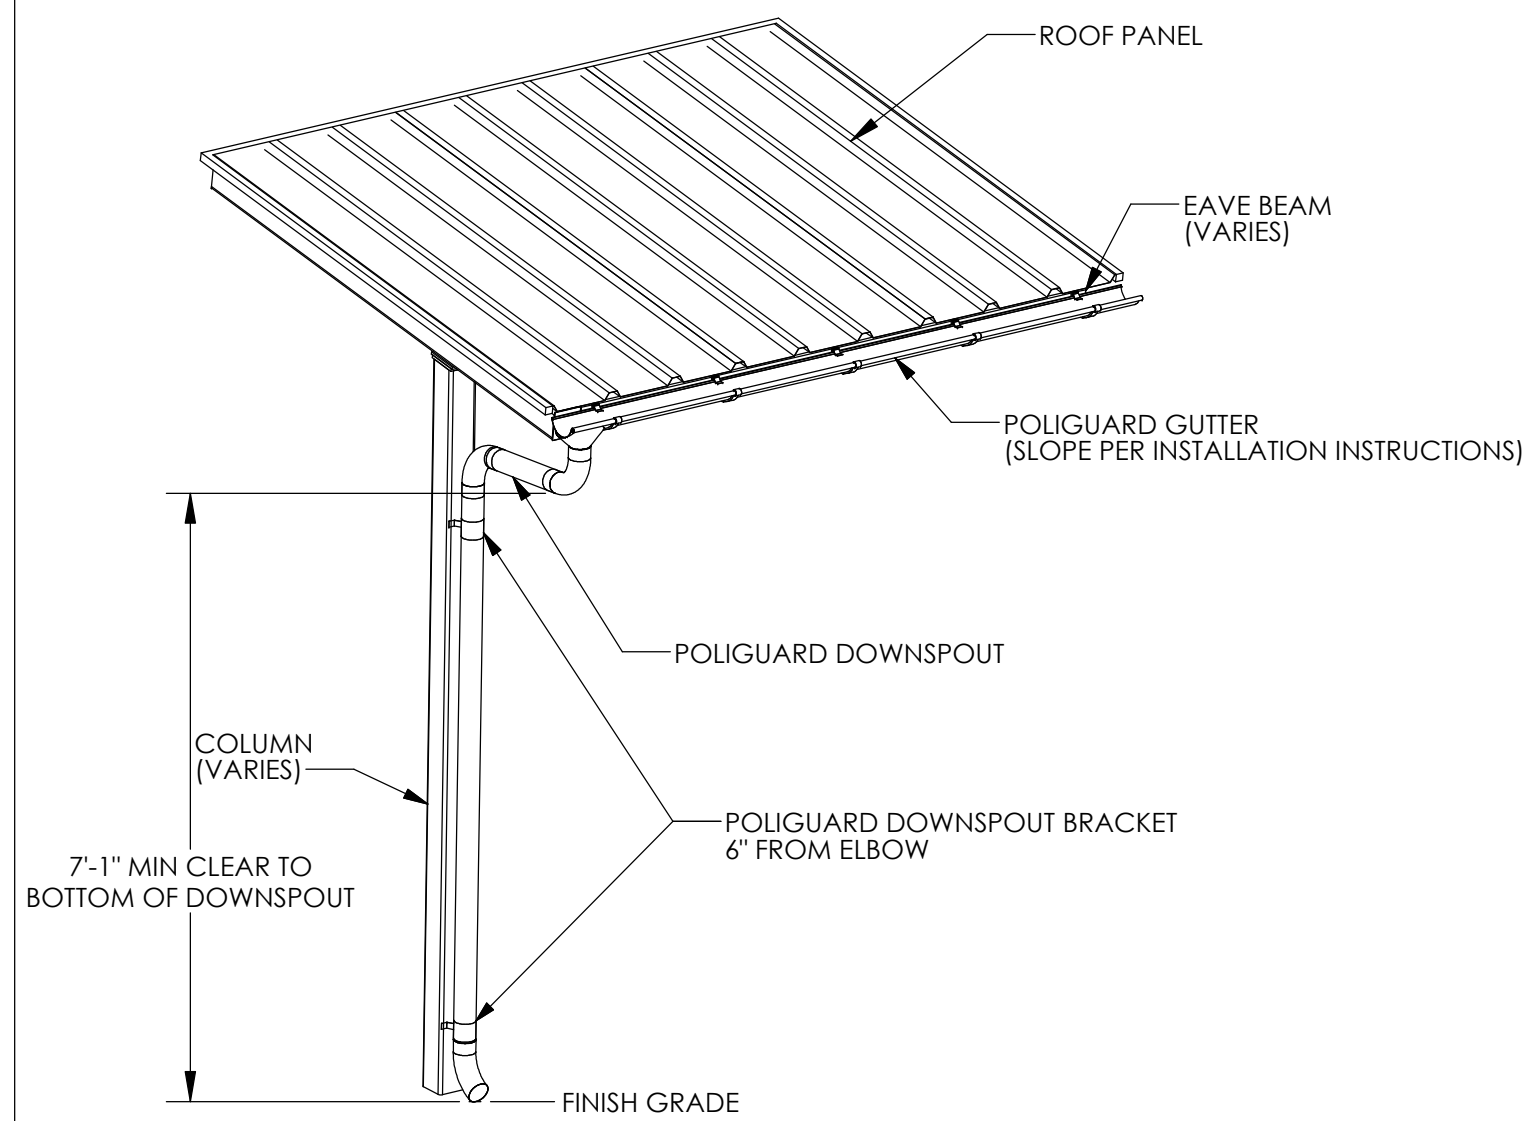 ROOF PANEL
EAVE BEAM
(VARIES)
POLIGUARD GUTTER
(SLOPE PER INSTALLATION INSTRUCTIONS)
POLIGUARD DOWNSPOUT
COLUMN
(VARIES)
POLIGUARD DOWNSPOUT BRACKET
6" FROM ELBOW
7'-1" MIN CLEAR TO
BOTTOM OF DOWNSPOUT
FINISH GRADE